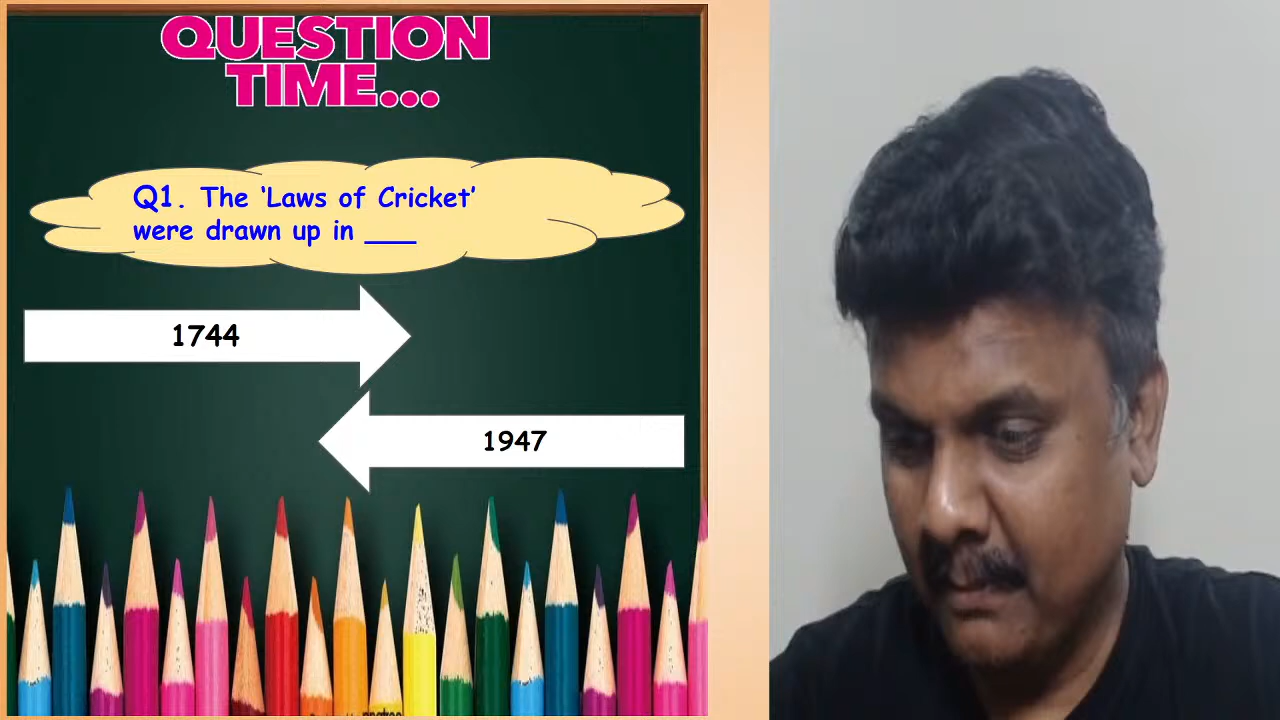 QUESTION
TIME...
Q1. The ‘Laws of Cricket’
were drawn up in ___
1744
1947